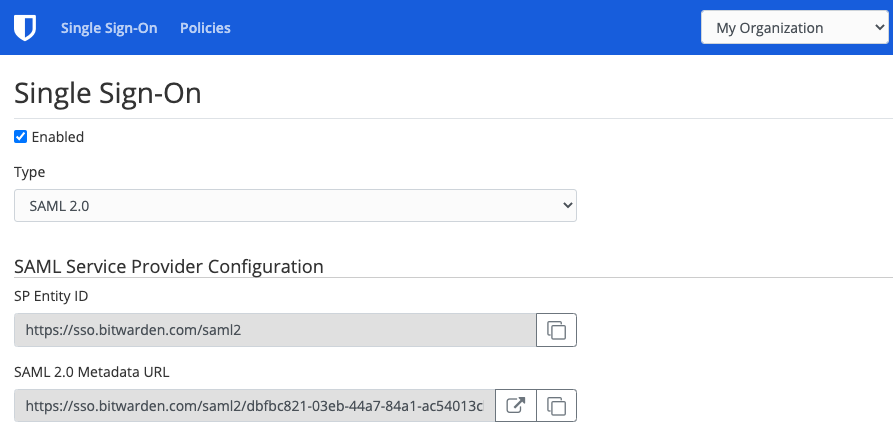 Single Sign-On Policies My Organization
Single Sign-On
Enabled
Type
SAML 2.0
SAML Service Provider Configuration
SP Entity ID
https://sso.bitwarden.com/saml2
SAML 2.0 Metadata URL
https://sso.bitwarden.com/saml2/dbfbc821-03eb-44a7-84a1-ac54013c